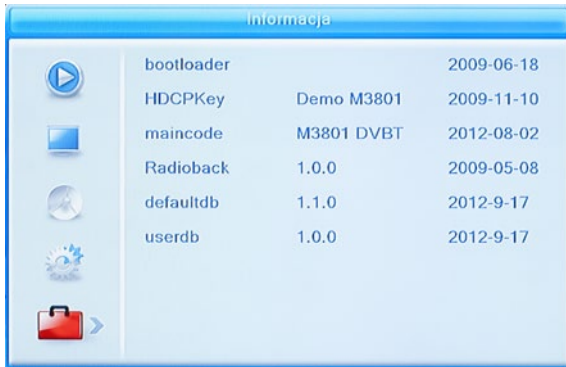 Informacja
bootloader 2009-06-18
HDCPKey Demo M3801 2009-11-10
maincode M3801 DVBT 2012-08-02
Radioback 1.0.0 2009-05-08
defaultdb 1.1.0 2012-9-17
userdb 1.0.0 2012-9-17